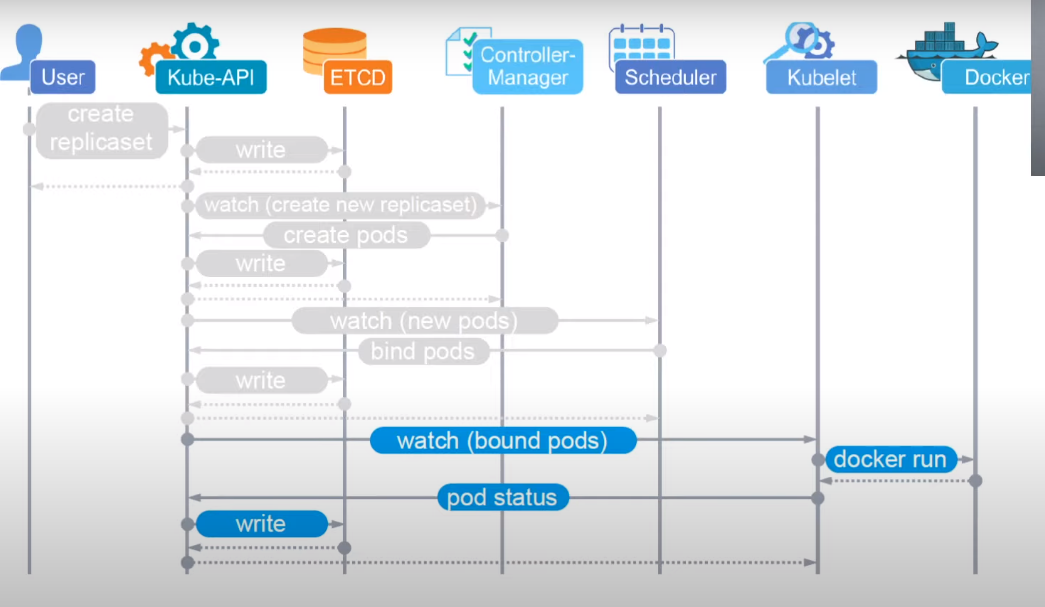 User
Kube-API
ETCD
Controller-
Manager
Scheduler
Kubelet
Docker
create
replicaset
write
watch (create new replicaset)
create pods
write
watch (new pods)
bind pods
write
watch (bound pods)
docker run
pod status
write